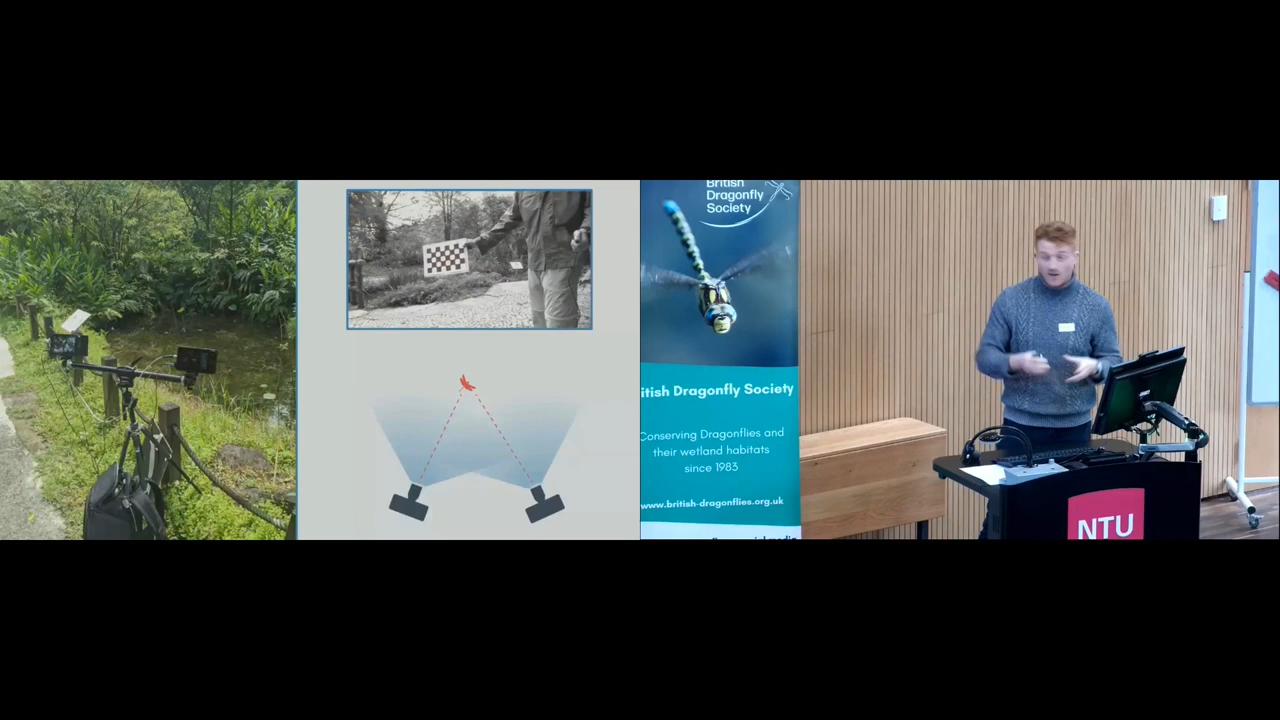 British
Dragonfly
Society
itish Dragonfly Society
Conserving Dragonflies and
their wetland habitats
since 1983
www.british-dragonflies.org.uk
NTU